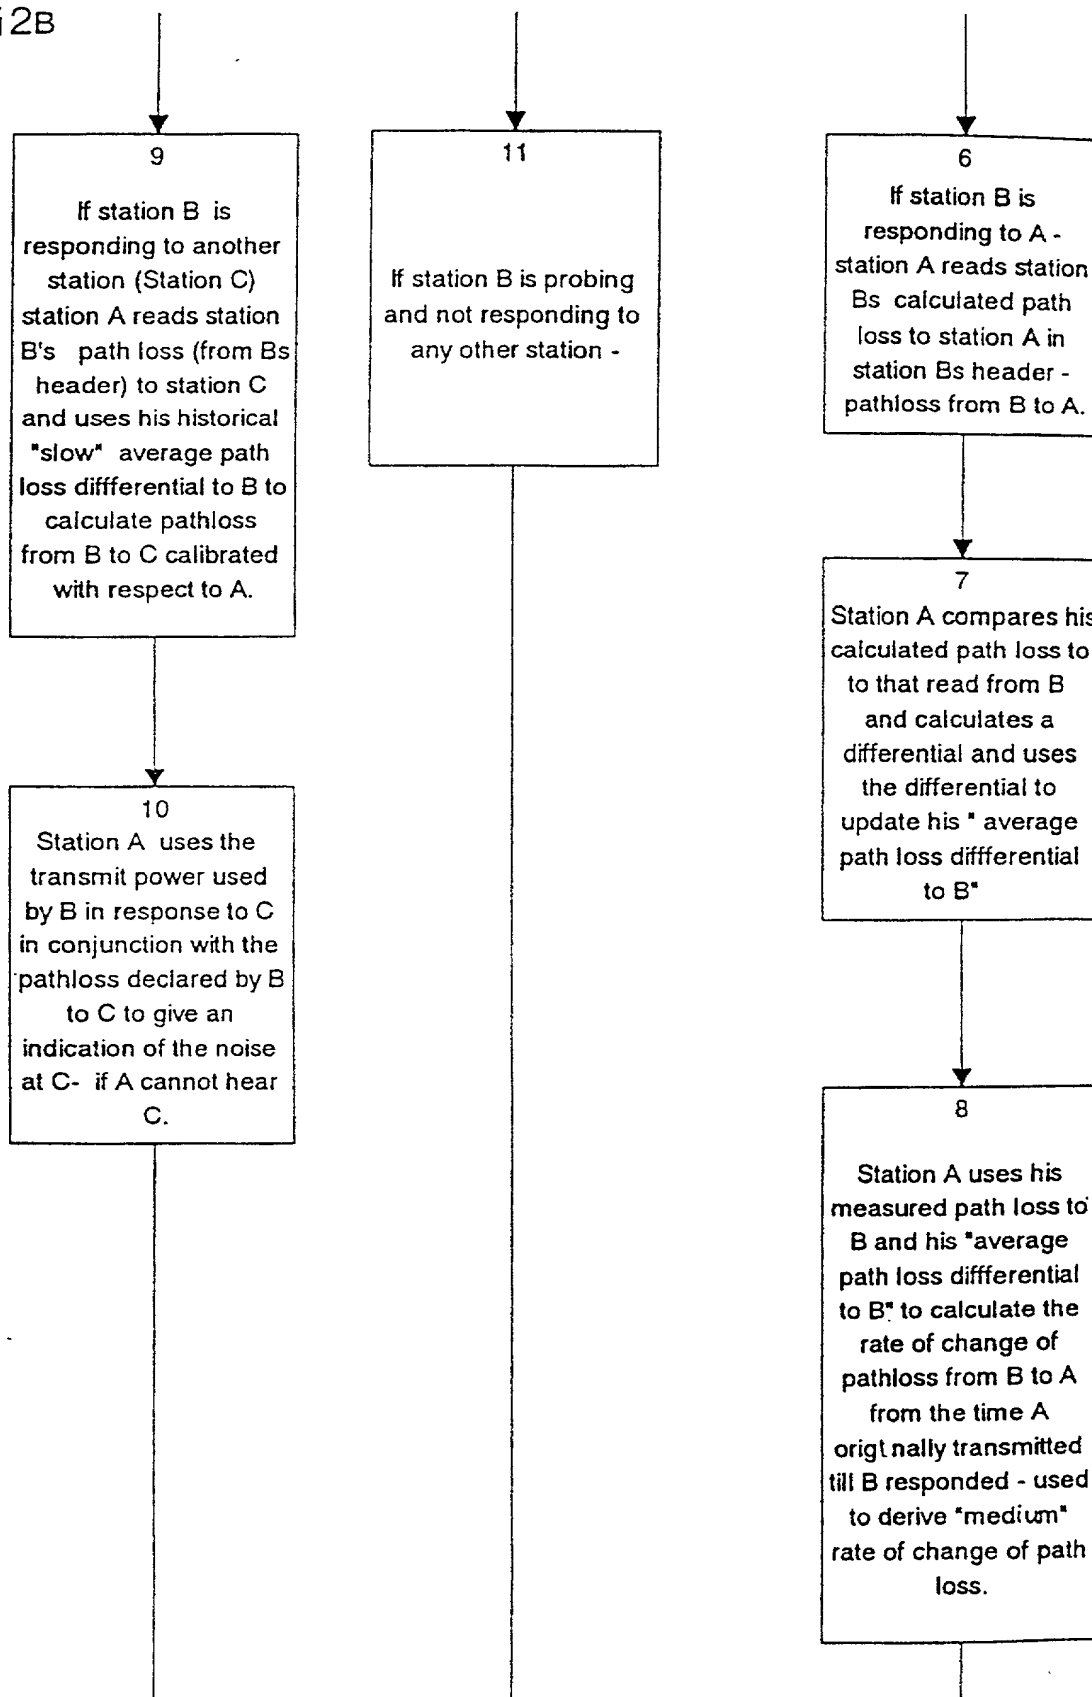 2B
9
If station B is
responding to another
station (Station C)
station A reads station
B's path loss (from Bs
header) to station C
and uses his historical
"slow" average path
loss diffferential to B to
calculate pathloss
from B to C calibrated
with respect to A.
10
Station A uses the
transmit power used
by B in response to C
in conjunction with the
pathloss declared by B
to C to give an
indication of the noise
at C- if A cannot hear
C.
11
If station B is probing
and not responding to
any other station -
6
If station B is
responding to A -
station A reads station
Bs calculated path
loss to station A in
station Bs header -
pathloss from B to A.
7
Station A compares his
calculated path loss to
to that read from B
and calculates a
differential and uses
the differential to
update his " average
path loss diffferential
to B"
8
Station A uses his
measured path loss to
B and his "average
path loss diffferential
to B" to calculate the
rate of change of
pathloss from B to A
from the time A
originally transmitted
till B responded - used
to derive "medium"
rate of change of path
loss.